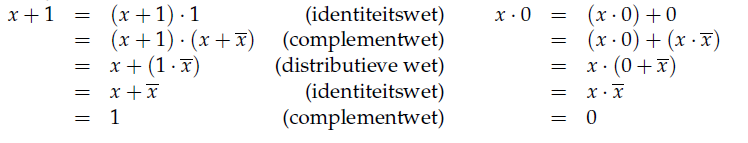 x + 1 = (x + 1) · 1 (identiteitswet) x · 0 = (x · 0) + 0
= (x + 1) · (x + x̅) (complementwet) = (x · 0) + (x · x̅)
= x + (1 · x̅) (distributieve wet) = x · (0 + x̅)
= x + x̅ (identiteitswet) = x · x̅
= 1 (complementwet) = 0